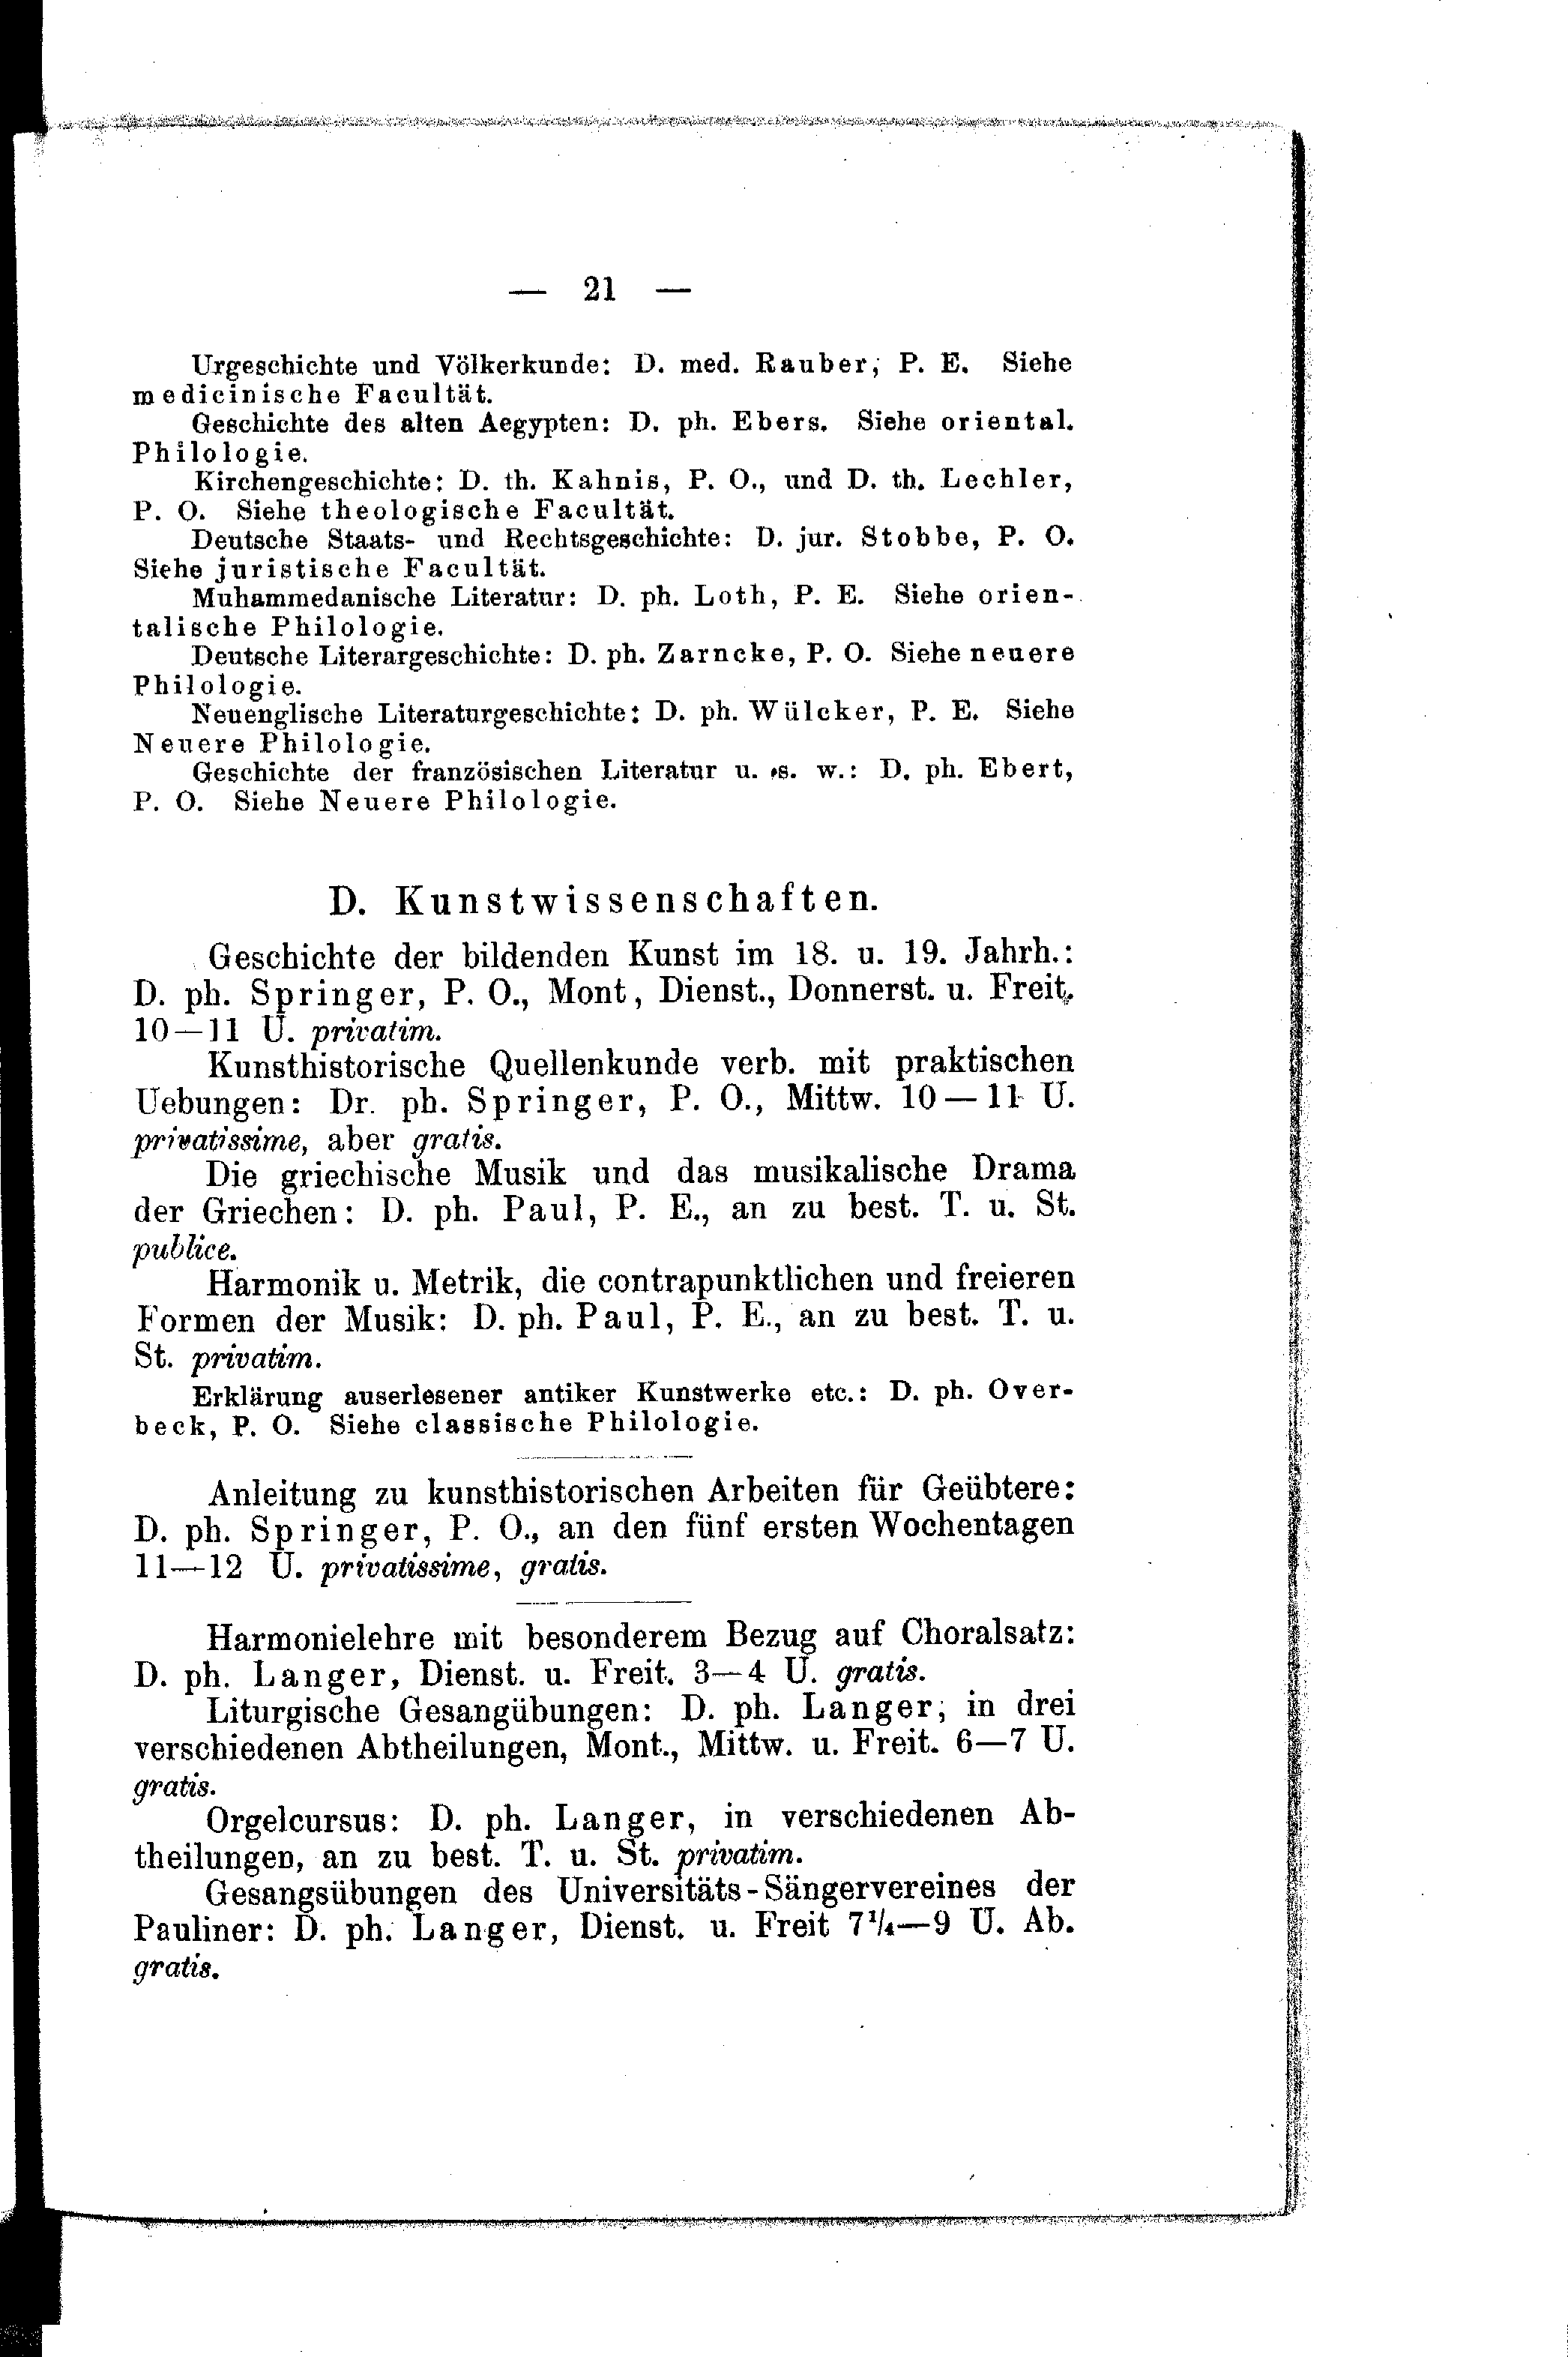 — 21 —
Urgeschichte und Völkerkunde: D. med. Rauber, P. E. Siehe
medicinische Facultät.
Geschichte des alten Aegypten: D. ph. Ebers. Siehe oriental.
Philologie.
Kirchengeschichte: D. th. Kahnis, P. O., und D. th. Lechler,
P. O. Siehe theologische Facultät.
Deutsche Staats- und Rechtsgeschichte: D. jur. Stobbe, P. O.
Siehe juristische Facultät.
Muhammedanische Literatur: D. ph. Loth, P. E. Siehe orien-
talische Philologie.
Deutsche Literargeschichte: D. ph. Zarncke, P. O. Siehe neuere
Philologie.
Neuenglische Literaturgeschichte: D. ph. Wülcker, P. E. Siehe
Neuere Philologie.
Geschichte der französischen Literatur u. s. w.: D. ph. Ebert,
P. O. Siehe Neuere Philologie.
D. Kunstwissenschaften.
Geschichte der bildenden Kunst im 18. u. 19. Jahrh.:
D. ph. Springer, P. O., Mont, Dienst., Donnerst. u. Freit.
10—11 U. privatim.
Kunsthistorische Quellenkunde verb. mit praktischen
Uebungen: Dr. ph. Springer, P. O., Mittw. 10—11 U.
privatissime, aber gratis.
Die griechische Musik und das musikalische Drama
der Griechen: D. ph. Paul, P. E., an zu best. T. u. St.
publice.
Harmonik u. Metrik, die contrapunktlichen und freieren
Formen der Musik: D. ph. Paul, P. E., an zu best. T. u.
St. privatim.
Erklärung auserlesener antiker Kunstwerke etc.: D. ph. Over-
beck, P. O. Siehe classische Philologie.
Anleitung zu kunsthistorischen Arbeiten für Geübtere:
D. ph. Springer, P. O., an den fünf ersten Wochentagen
11—12 U. privatissime, gratis.
Harmonielehre mit besonderem Bezug auf Choralsatz:
D. ph. Langer, Dienst. u. Freit. 3—4 U. gratis.
Liturgische Gesangübungen: D. ph. Langer, in drei
verschiedenen Abtheilungen, Mont., Mittw. u. Freit. 6—7 U.
gratis.
Orgelcursus: D. ph. Langer, in verschiedenen Ab-
theilungen, an zu best. T. u. St. privatim.
Gesangsübungen des Universitäts-Sängervereines der
Pauliner: D. ph. Langer, Dienst. u. Freit 7¼—9 U. Ab.
gratis.